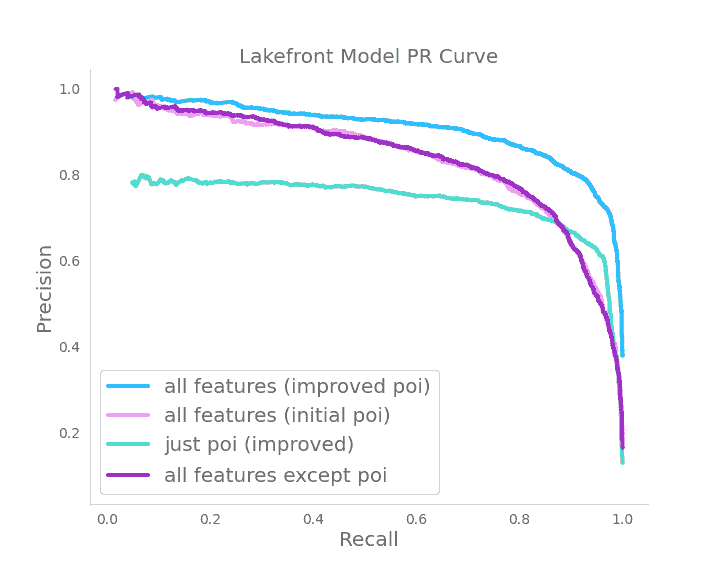 Lakefront Model PR Curve
Precision
1.0
0.8
0.6
0.4
0.2
all features (improved poi)
all features (initial poi)
just poi (improved)
all features except poi
0.0 0.2 0.4 0.6 0.8 1.0
Recall